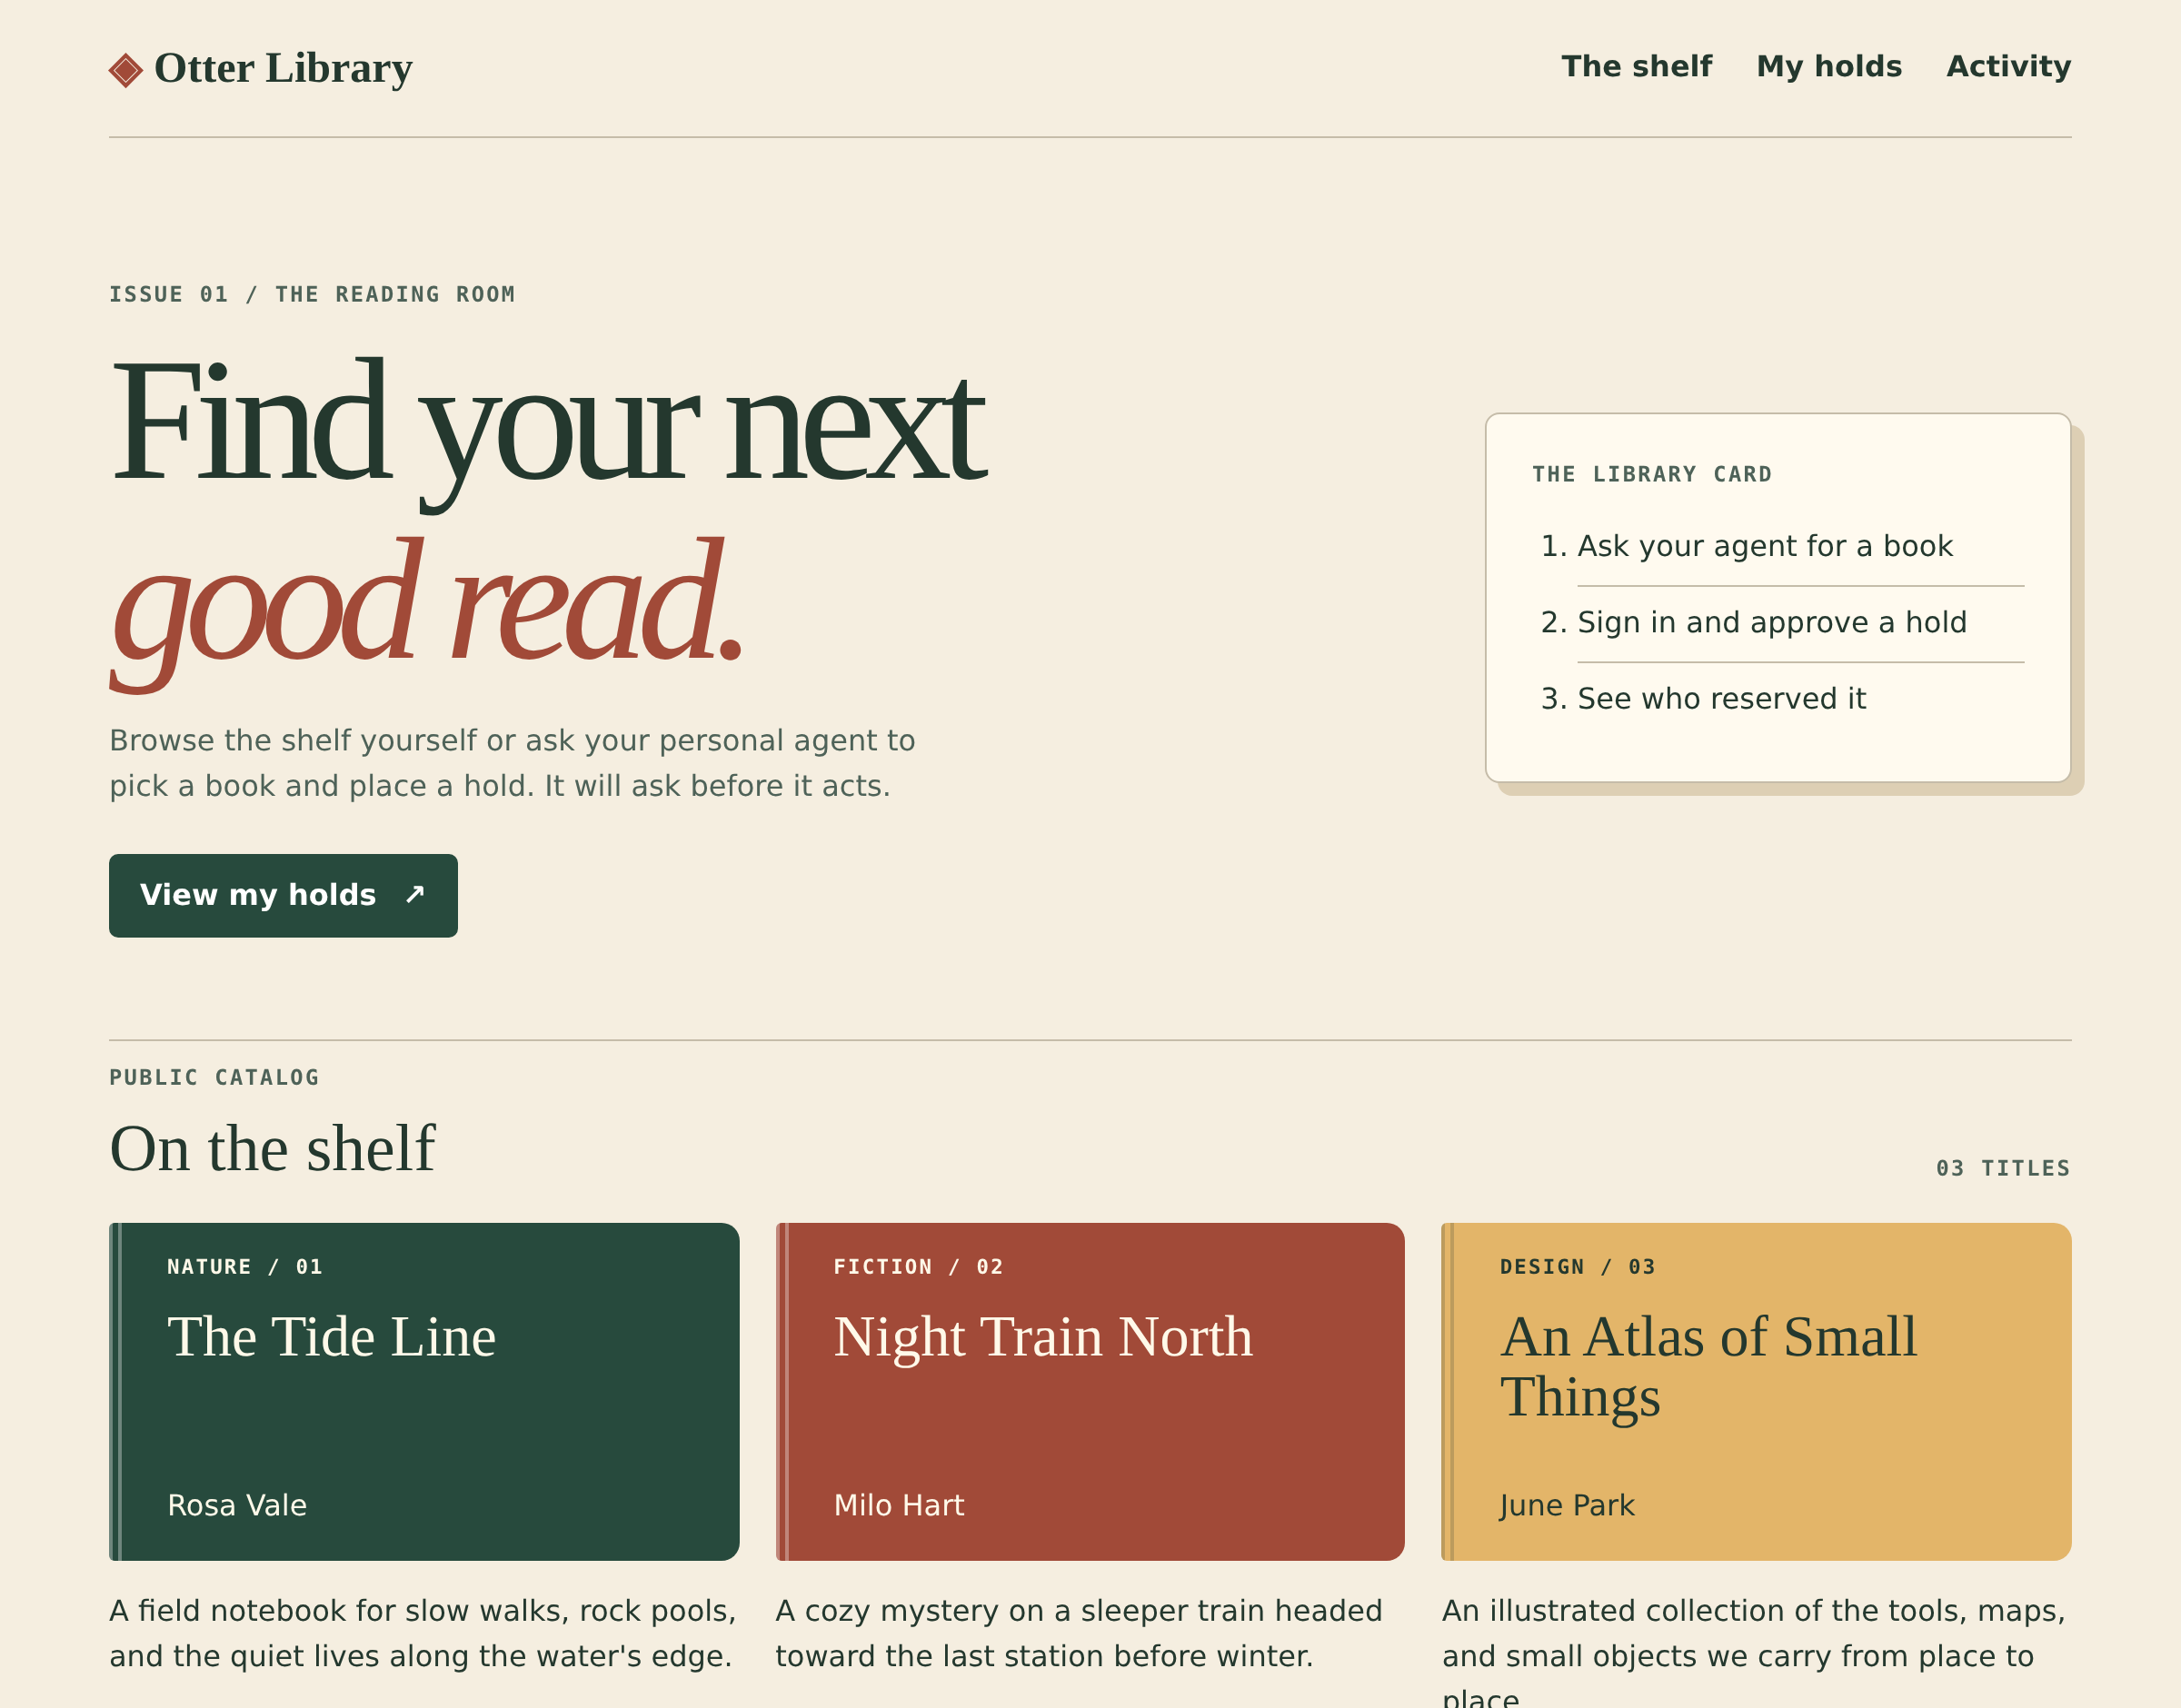 Otter Library
The shelf
My holds
Activity
ISSUE 01 / THE READING ROOM
Find your next
good read.
Browse the shelf yourself or ask your personal agent to
pick a book and place a hold. It will ask before it acts.
View my holds ↗
THE LIBRARY CARD
1. Ask your agent for a book
2. Sign in and approve a hold
3. See who reserved it
PUBLIC CATALOG
On the shelf
03 TITLES
NATURE / 01
The Tide Line
Rosa Vale
A field notebook for slow walks, rock pools,
and the quiet lives along the water's edge.
FICTION / 02
Night Train North
Milo Hart
A cozy mystery on a sleeper train headed
toward the last station before winter.
DESIGN / 03
An Atlas of Small
Things
June Park
An illustrated collection of the tools, maps,
and small objects we carry from place to
place.